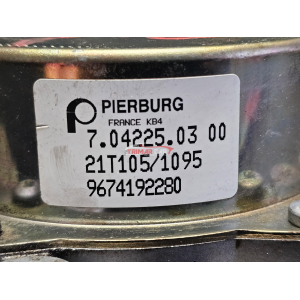 PIERBURG
FRANCE KB4
7.04225.03 00
21T105/1095
9674192280